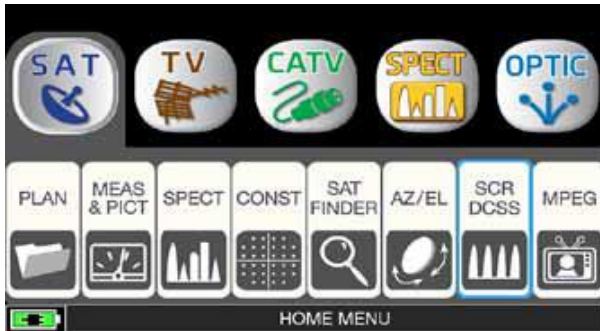 SAT TV CATV SPECT OPTIC
PLAN
MEAS
& PICT
SPECT
CONST
SAT
FINDER
AZ/EL
SCR
DCSS
MPEG
HOME MENU